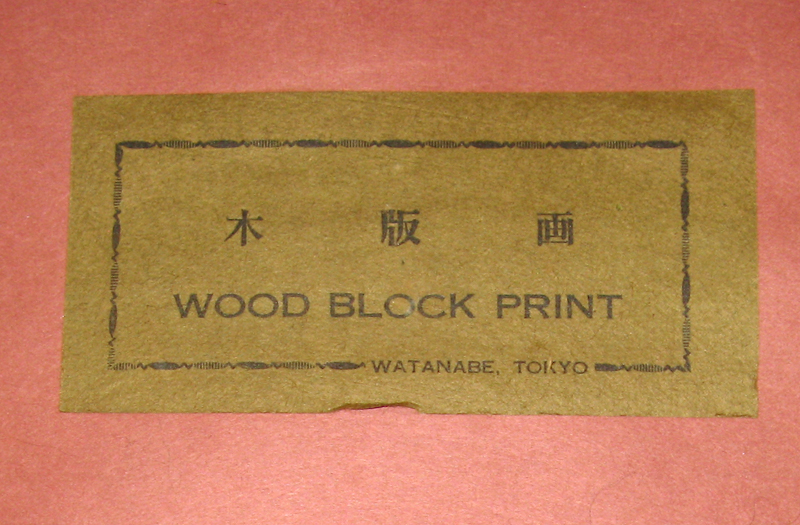 木版画
WOOD BLOCK PRINT
WATANABE, TOKYO